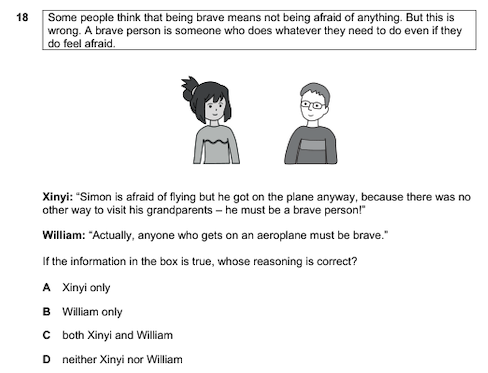 18 Some people think that being brave means not being afraid of anything. But this is
wrong. A brave person is someone who does whatever they need to do even if they
do feel afraid.
Xinyi: “Simon is afraid of flying but he got on the plane anyway, because there was no
other way to visit his grandparents – he must be a brave person!”
William: “Actually, anyone who gets on an aeroplane must be brave.”
If the information in the box is true, whose reasoning is correct?
A Xinyi only
B William only
C both Xinyi and William
D neither Xinyi nor William